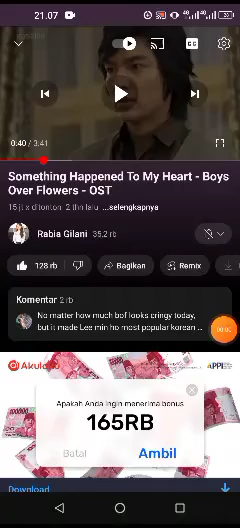 21.07
0:40 / 3:41
Something Happened To My Heart - Boys
Over Flowers - OST
15 jt x ditonton 2 thn lalu ...selengkapnya
Rabia Gilani 35,2 rb
128 rb
Bagikan
Remix
Komentar 2 rb
No matter how much bof looks cringy today,
but it made Lee min ho most popular korean ...
00:00
Akulaku
Apakah Anda ingin menerima bonus
165RB
Batal
Ambil
Download